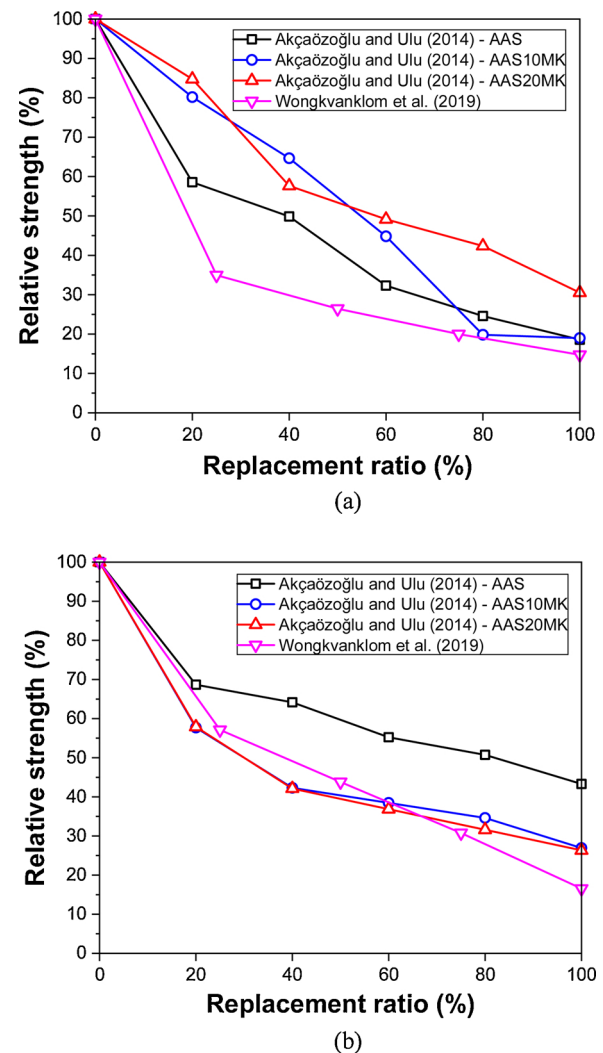 100
90
80
70
60
50
40
30
20
10
0
Relative strength (%)
Akçaözoğlu and Ulu (2014) - AAS
Akçaözoğlu and Ulu (2014) - AAS10MK
Akçaözoğlu and Ulu (2014) - AAS20MK
Wongkvanklom et al. (2019)
0 20 40 60 80 100
Replacement ratio (%)
(a)
100
90
80
70
60
50
40
30
20
10
0
Relative strength (%)
Akçaözoğlu and Ulu (2014) - AAS
Akçaözoğlu and Ulu (2014) - AAS10MK
Akçaözoğlu and Ulu (2014) - AAS20MK
Wongkvanklom et al. (2019)
0 20 40 60 80 100
Replacement ratio (%)
(b)